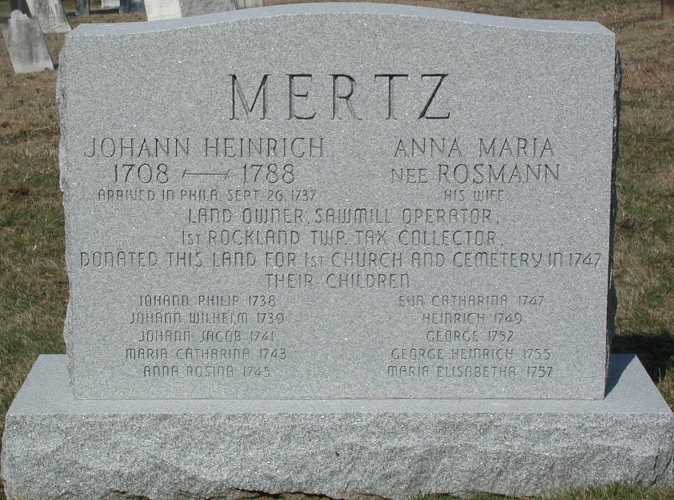 MERTZ
JOHANN HEINRICH
1708 — 1788
ARRIVED IN PHILA. SEPT. 26, 1737
ANNA MARIA
NEE ROSMANN
HIS WIFE
LAND OWNER, SAWMILL OPERATOR,
1ST ROCKLAND TWP. TAX COLLECTOR,
DONATED THIS LAND FOR 1ST CHURCH AND CEMETERY IN 1747
THEIR CHILDREN
JOHANN PHILIP 1738
JOHANN WILHELM 1739
JOHANN JACOB 1741
MARIA CATHARINA 1743
ANNA ROSINA 1745
EVA CATHARINA 1747
HEINRICH 1749
GEORGE 1752
GEORGE HEINRICH 1755
MARIA ELISABETHA 1757